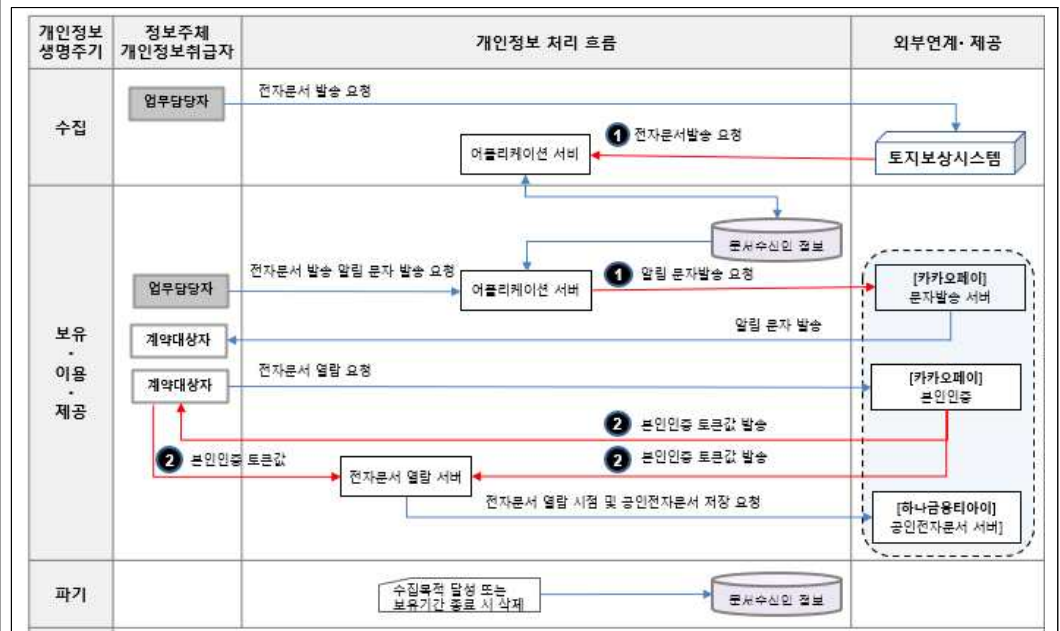 개인정보
생명주기
정보주체
개인정보취급자
개인정보 처리 흐름
외부연계· 제공
수집
업무담당자
전자문서 발송 요청
1 전자문서발송 요청
어플리케이션 서비
토지보상시스템
보유
·
이용
·
제공
문서수신인 정보
업무담당자
전자문서 발송 알림 문자 발송 요청
어플리케이션 서버
1 알림 문자발송 요청
[카카오페이]
문자발송 서버
알림 문자 발송
계약대상자
계약대상자
전자문서 열람 요청
[카카오페이]
본인인증
2 본인인증 토큰값 발송
2 본인인증 토큰값
2 본인인증 토큰값 발송
전자문서 열람 서버
전자문서 열람 시점 및 공인전자문서 저장 요청
[하나금융티아이]
공인전자문서 서버]
파기
수집목적 달성 또는
보유기간 종료 시 삭제
문서수신인 정보